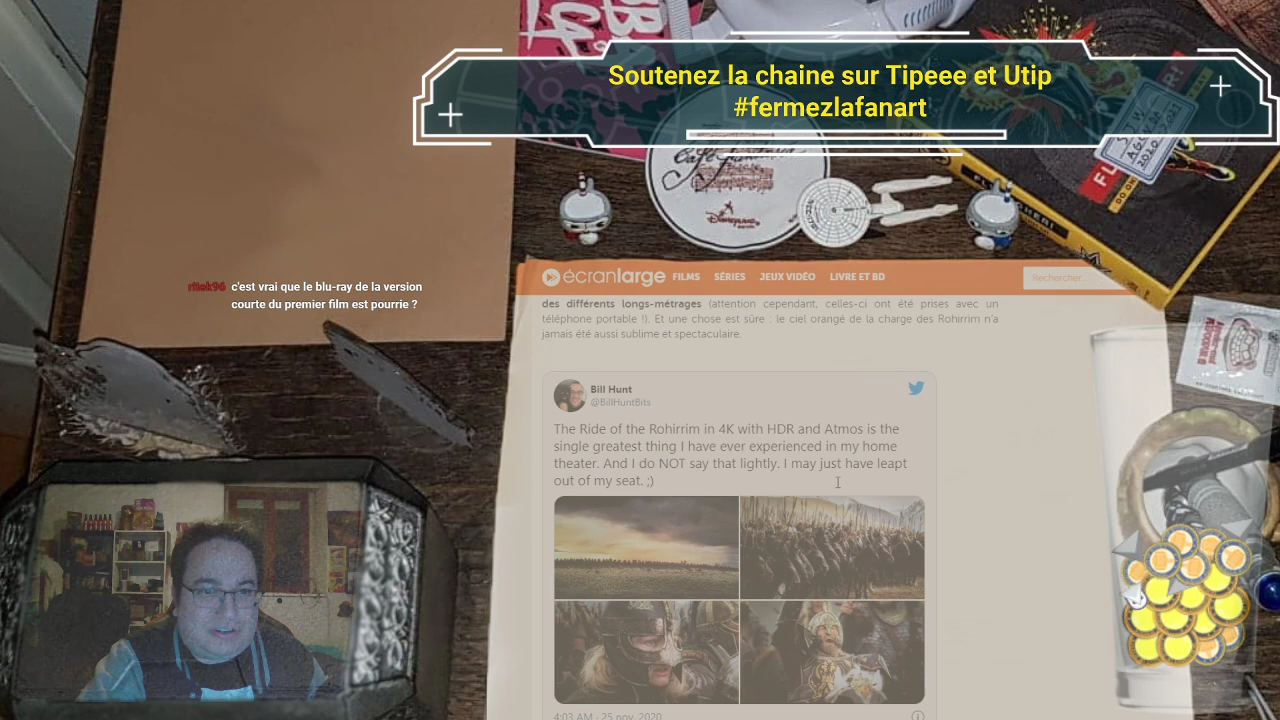 Soutenez la chaine sur Tipeee et Utip
#fermezlafanart
ritek96 c'est vrai que le blu-ray de la version
courte du premier film est pourrie ?
écranlarge FILMS SÉRIES JEUX VIDÉO LIVRE ET BD Rechercher
des différents longs-métrages (attention cependant, celles-ci ont été prises avec un
téléphone portable !). Et une chose est sûre : le ciel orangé de la charge des Rohirrim n'a
jamais été aussi sublime et spectaculaire.
Bill Hunt
@BillHuntBits
The Ride of the Rohirrim in 4K with HDR and Atmos is the
single greatest thing I have ever experienced in my home
theater. And I do NOT say that lightly. I may just have leapt
out of my seat. ;)
4:03 AM · 25 nov. 2020